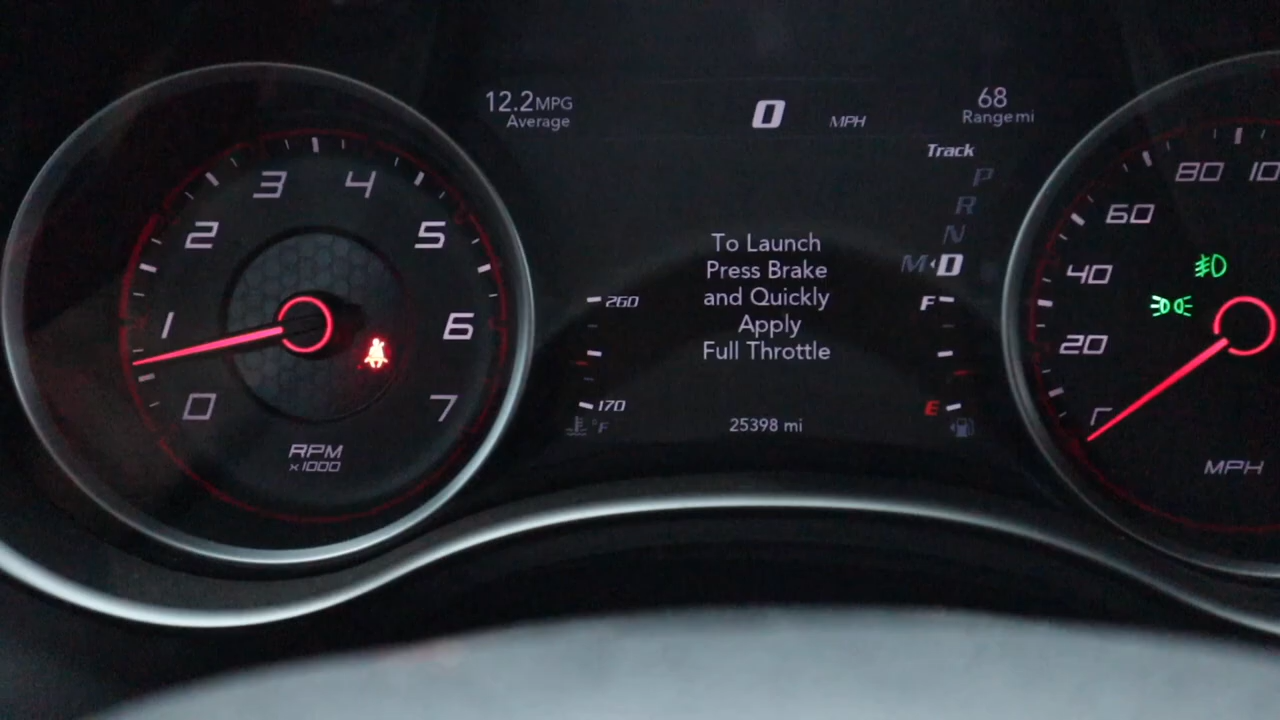 12.2MPG
Average
0 MPH
68
Range mi
Track
P
R
N
M D
To Launch
Press Brake
and Quickly
Apply
Full Throttle
260
170
°F
F
E
25398 mi
0
1
2
3
4
5
6
7
RPM
x1000
20
40
60
80
MPH